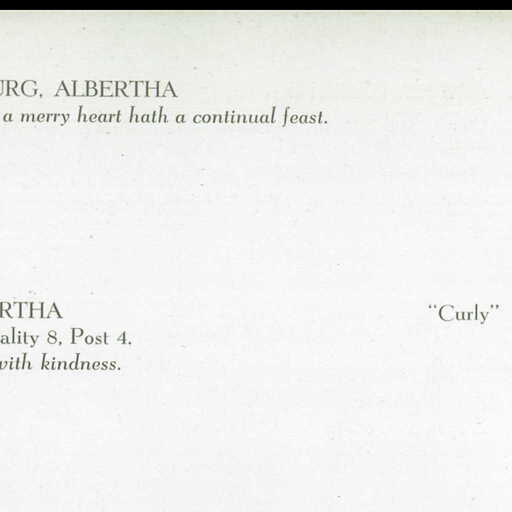 URG, ALBERTHA
a merry heart hath a continual feast.
RTHA "Curly"
ality 8, Post 4.
with kindness.